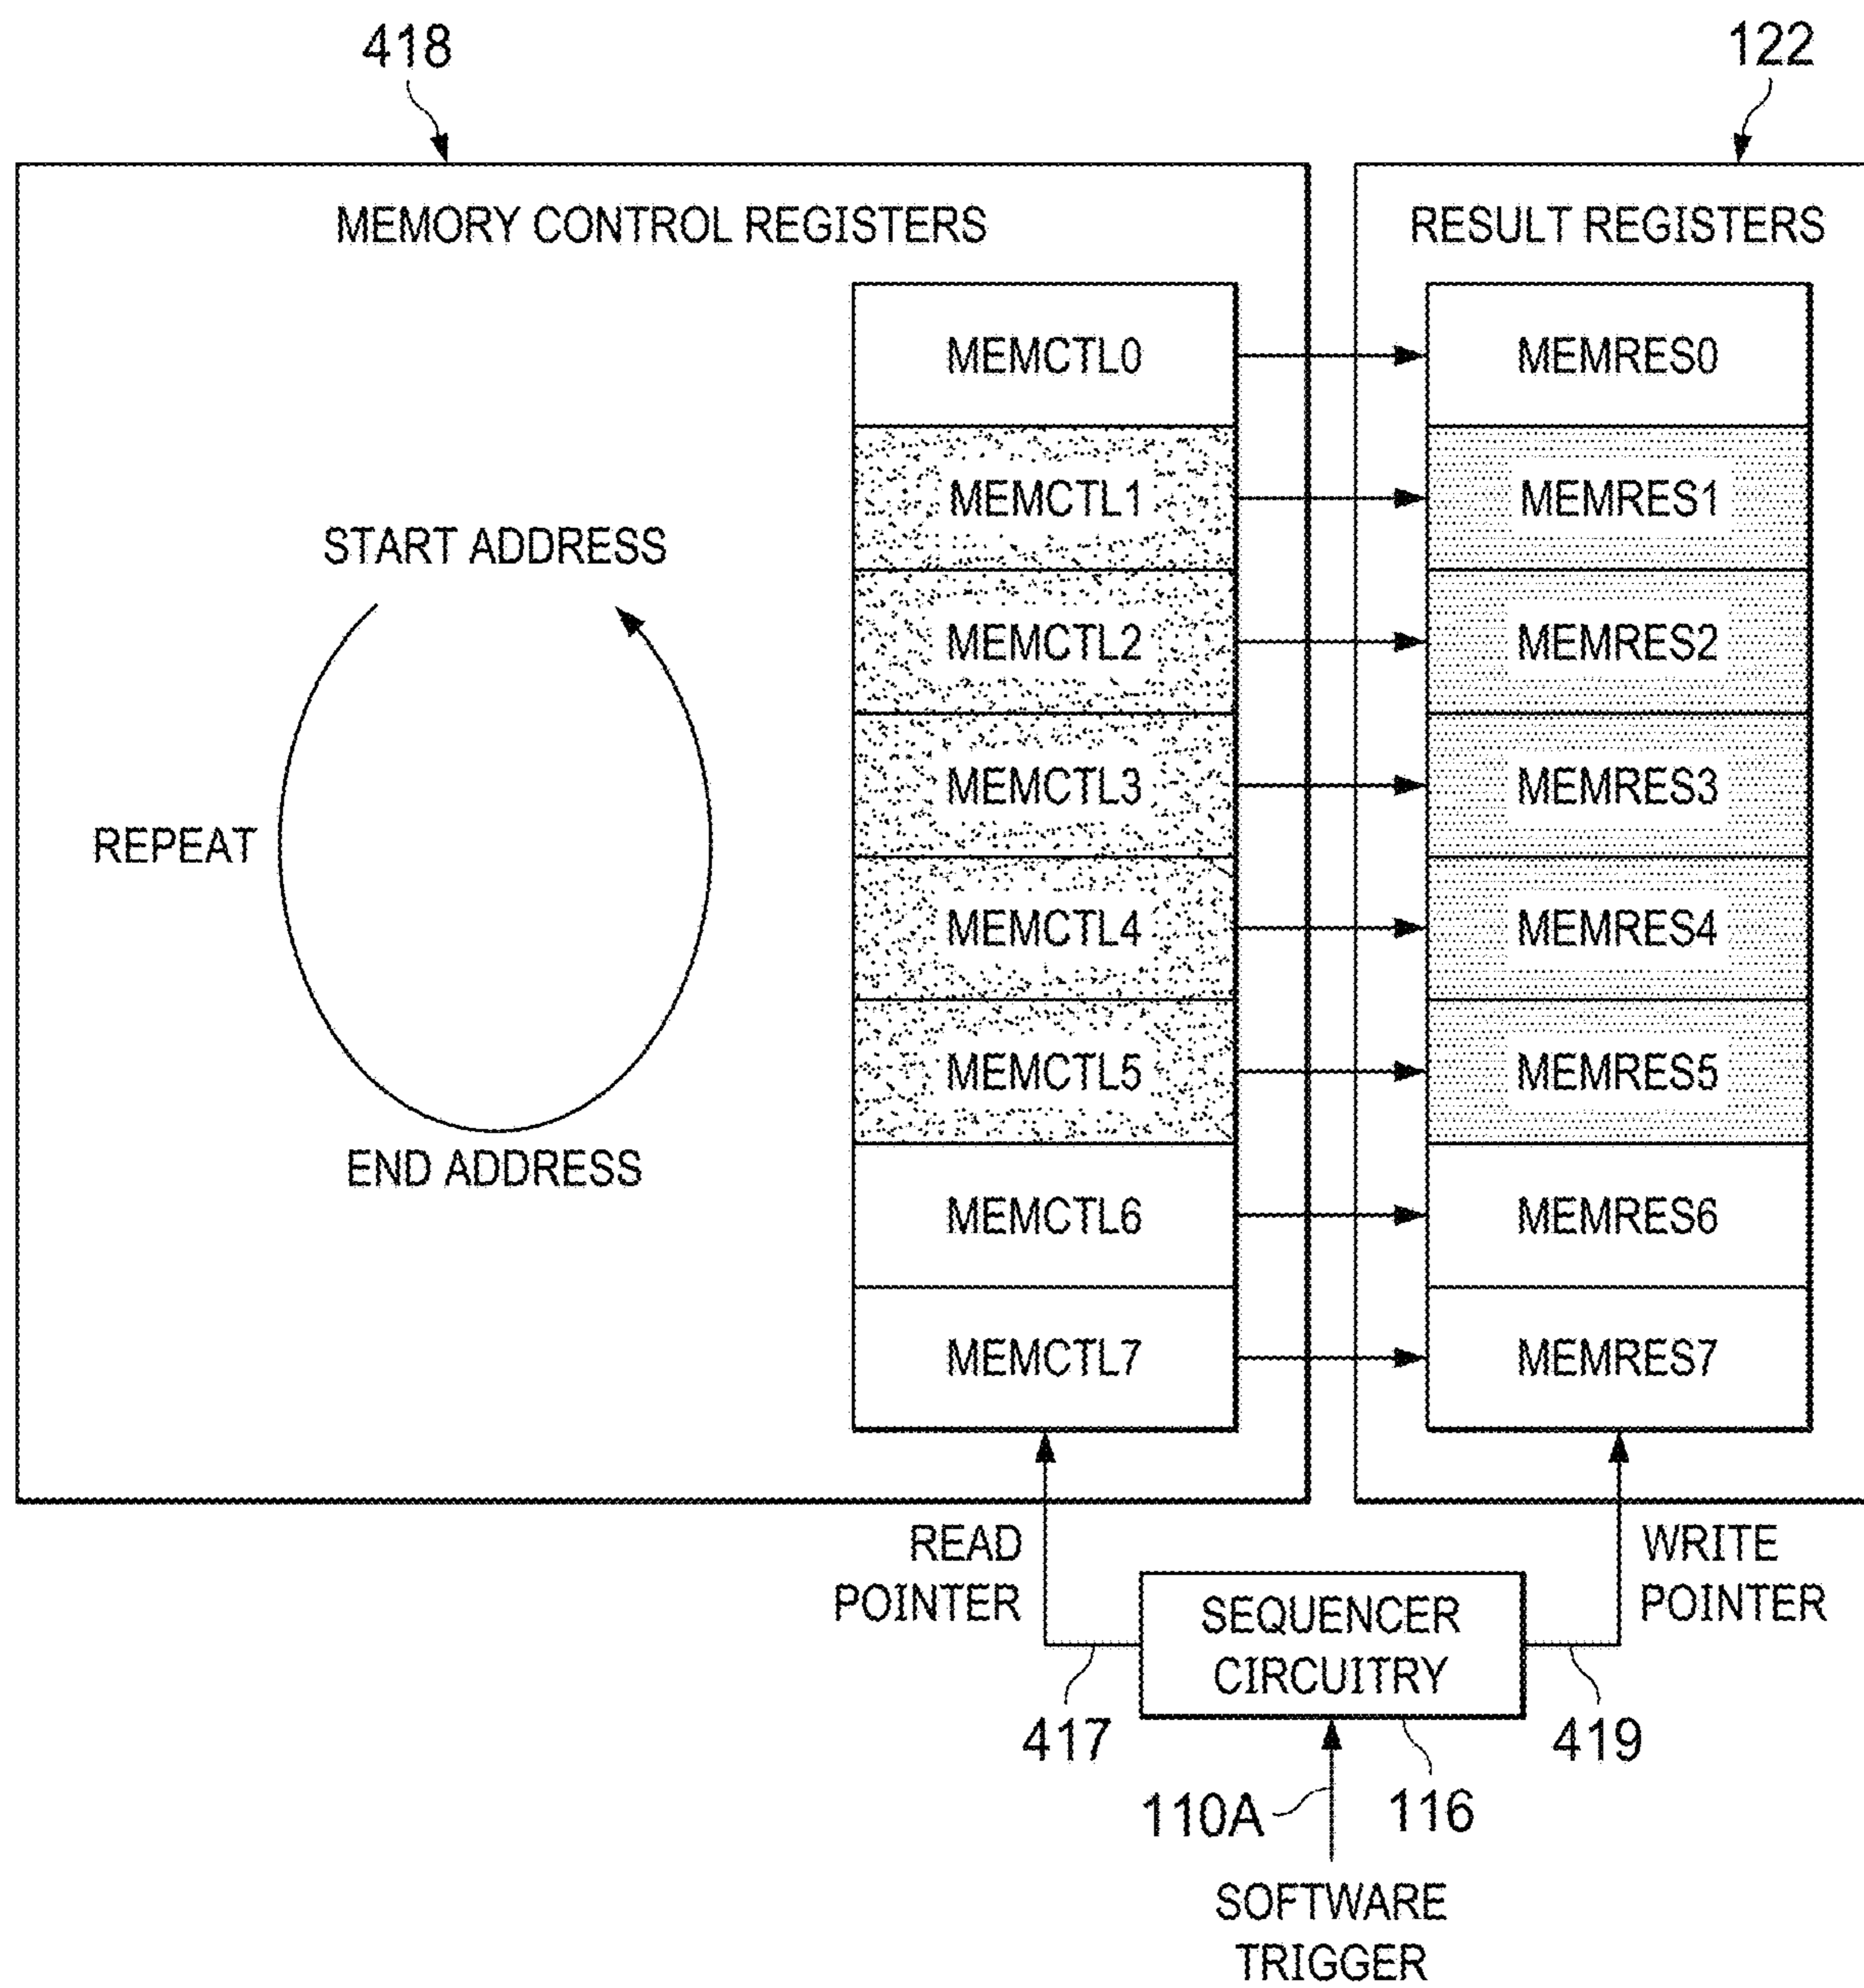 418
122
MEMORY CONTROL REGISTERS
RESULT REGISTERS
MEMCTL0
MEMRES0
MEMCTL1
MEMRES1
START ADDRESS
MEMCTL2
MEMRES2
MEMCTL3
MEMRES3
REPEAT
MEMCTL4
MEMRES4
MEMCTL5
MEMRES5
END ADDRESS
MEMCTL6
MEMRES6
MEMCTL7
MEMRES7
READ
POINTER
WRITE
POINTER
SEQUENCER
CIRCUITRY
417
419
110A
116
SOFTWARE
TRIGGER